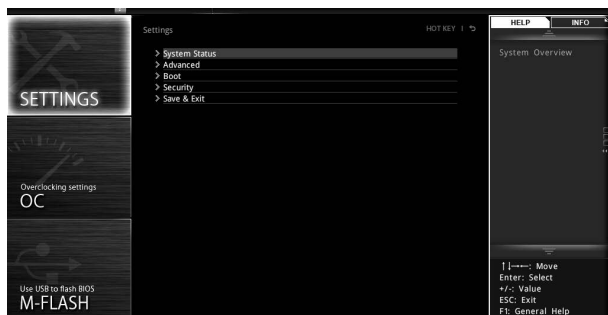 Settings
HOT KEY
HELP
INFO
System Status
Advanced
Boot
Security
Save & Exit
SETTINGS
Overclocking settings
OC
Use USB to flash BIOS
M-FLASH
System Overview
↑↓→←: Move
Enter: Select
+/-: Value
ESC: Exit
F1: General Help